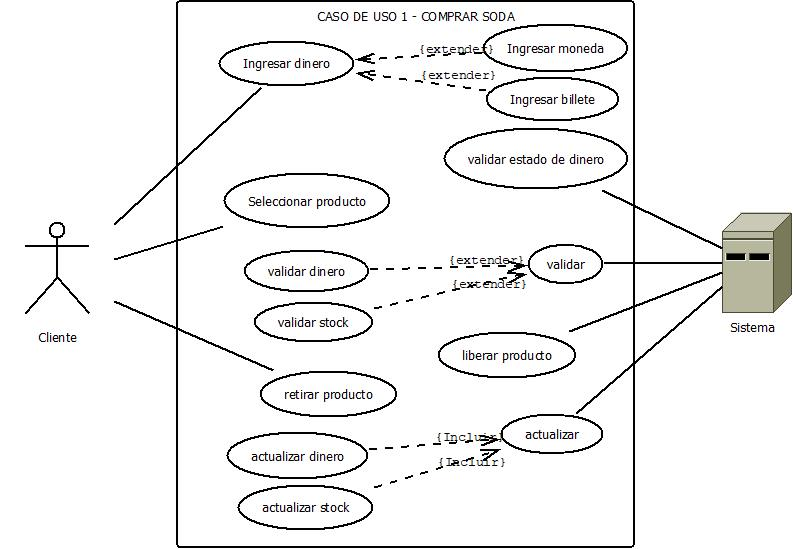 CASO DE USO 1 - COMPRAR SODA
Ingresar dinero
{extender}
Ingresar moneda
{extender}
Ingresar billete
validar estado de dinero
Seleccionar producto
validar dinero
{extender}
validar
{extender}
validar stock
Cliente
Sistema
liberar producto
retirar producto
actualizar dinero
{Incluir}
actualizar
{Incluir}
actualizar stock